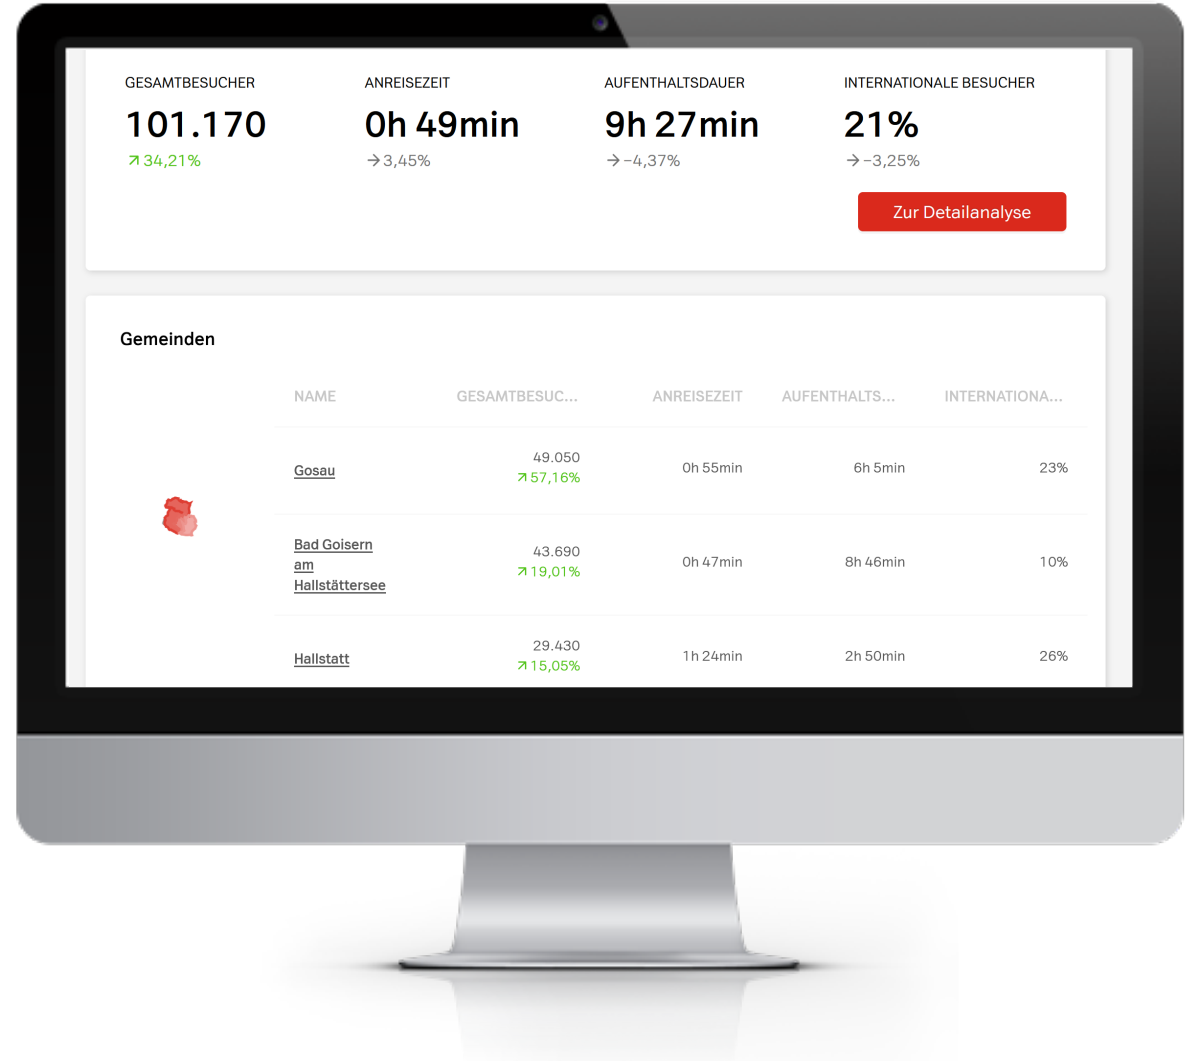 GESAMTBESUCHER ANREISEZEIT AUFENTHALTSDAUER INTERNATIONALE BESUCHER
101.170 0h 49min 9h 27min 21%
↗34,21% →3,45% →−4,37% →−3,25%
Zur Detailanalyse
Gemeinden
NAME GESAMTBESUC... ANREISEZEIT AUFENTHALTS... INTERNATIONA...
Gosau 49.050 0h 55min 6h 5min 23%
↗57,16%
Bad Goisern
am
Hallstättersee 43.690 0h 47min 8h 46min 10%
↗19,01%
Hallstatt 29.430 1h 24min 2h 50min 26%
↗15,05%